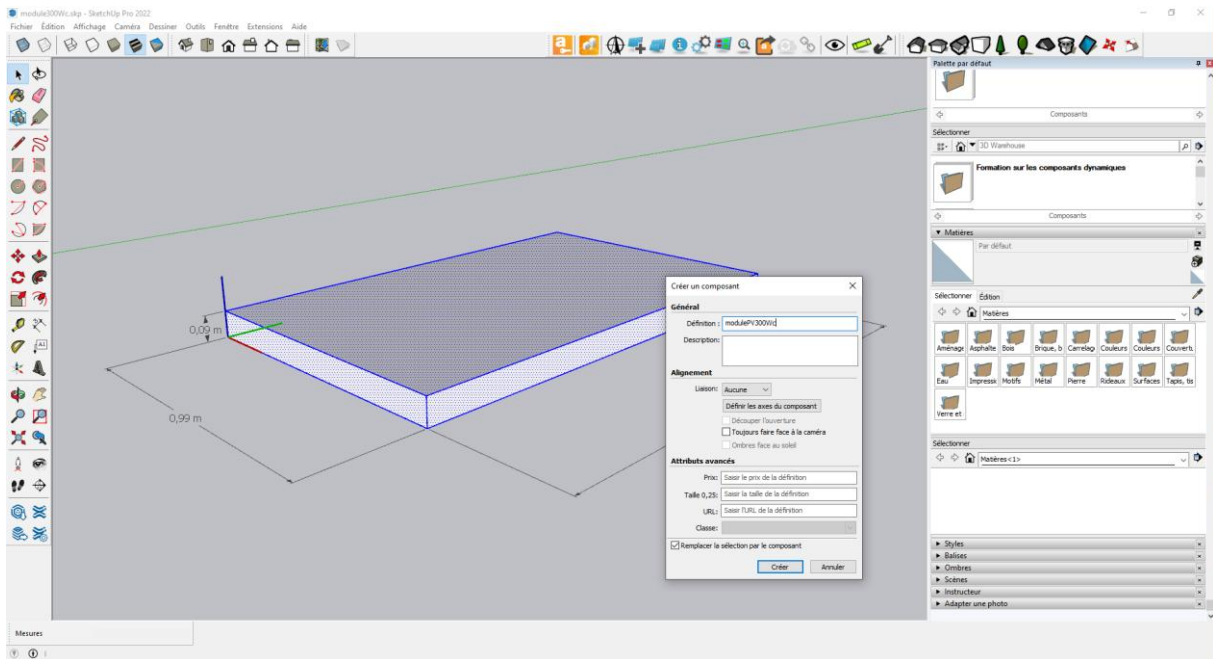 module300Wc.skp - SketchUp Pro 2022
Fichier Édition Affichage Caméra Dessiner Outils Fenêtre Extensions Aide
0,09 m
0,99 m
Créer un composant
Général
Définition : modulePV300Wc
Description:
Alignement
Liaison: Aucune
Définir les axes du composant
Découper l'ouverture
Toujours faire face à la caméra
Ombres face au soleil
Attributs avancés
Prix: Saisir le prix de la définition
Taille 0,25: Saisir la taille de la définition
URL: Saisir l'URL de la définition
Classe:
Remplacer la sélection par le composant
Créer Annuler
Palette par défaut
Composants
Sélectionner
3D Warehouse
Formation sur les composants dynamiques
Composants
Matières
Par défaut
Sélectionner Édition
Matières
Aménage Asphalte Bois Brique, b Carrelag Couleurs Couleurs Couvert
Eau Impressi Motifs Métal Pierre Rideaux Surfaces Tapis, tis
Verre et
Sélectionner
Matières<1>
Styles
Balises
Ombres
Scènes
Instructeur
Adapter une photo
Mesures